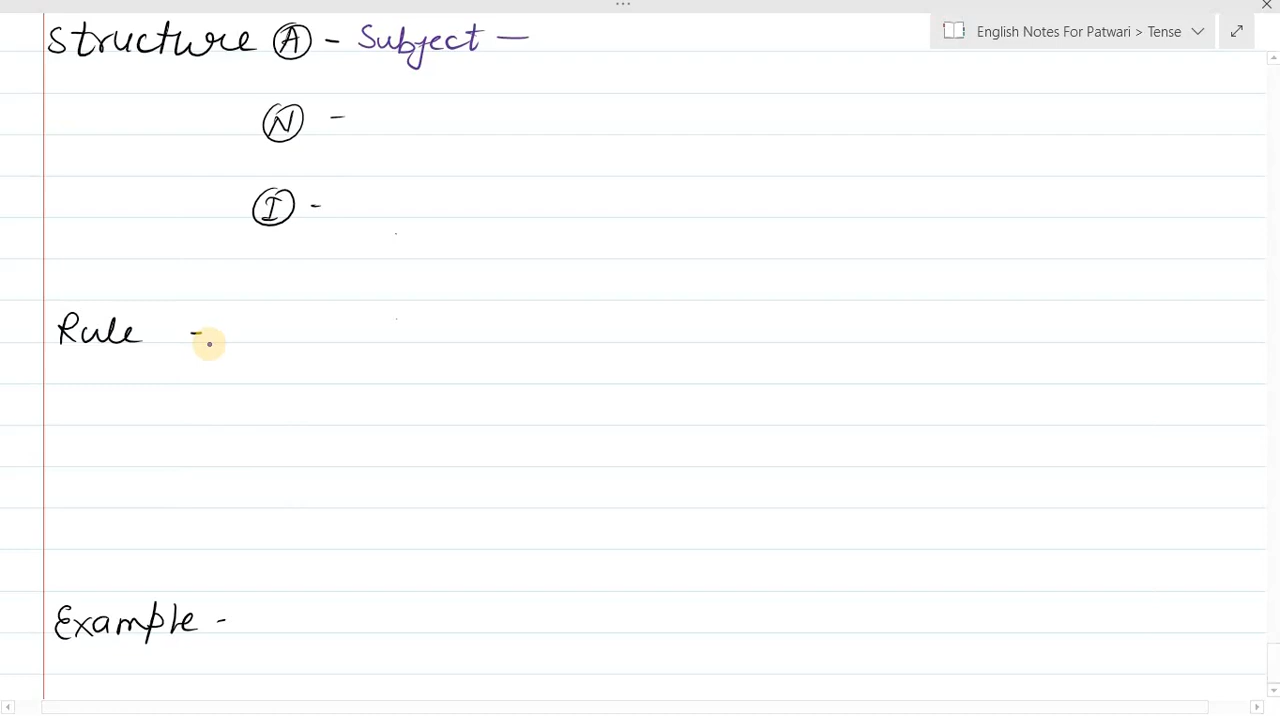 Structure Ⓐ - Subject —
English Notes For Patwari > Tense
Ⓝ -
Ⓘ -
Rule -
Example -